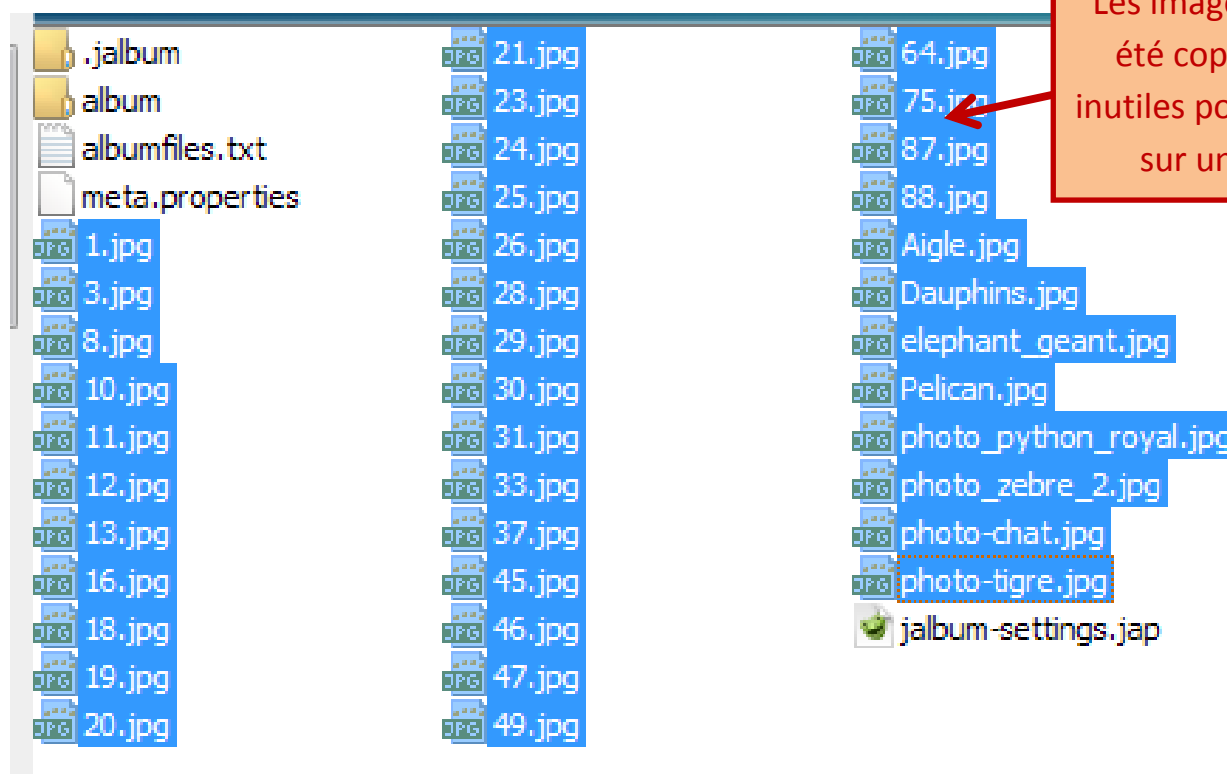 .jalbum
album
albumfiles.txt
meta.properties
1.jpg
3.jpg
8.jpg
10.jpg
11.jpg
12.jpg
13.jpg
16.jpg
18.jpg
19.jpg
20.jpg
21.jpg
23.jpg
24.jpg
25.jpg
26.jpg
28.jpg
29.jpg
30.jpg
31.jpg
33.jpg
37.jpg
45.jpg
46.jpg
47.jpg
49.jpg
64.jpg
75.jpg
87.jpg
88.jpg
Aigle.jpg
Dauphins.jpg
elephant_geant.jpg
Pelican.jpg
photo_python_royal.jpg
photo_zebre_2.jpg
photo-chat.jpg
photo-tigre.jpg
jalbum-settings.jap
Les
été
inutiles
sur